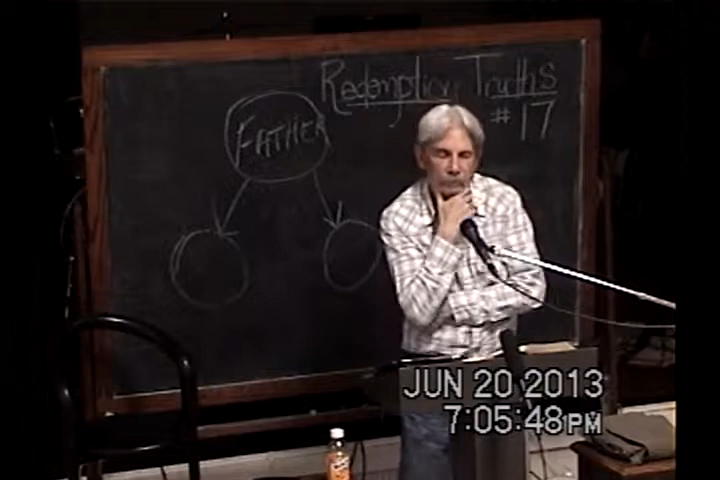 Redemption Truths
#17
FATHER
JUN 20 2013
7:05:48PM